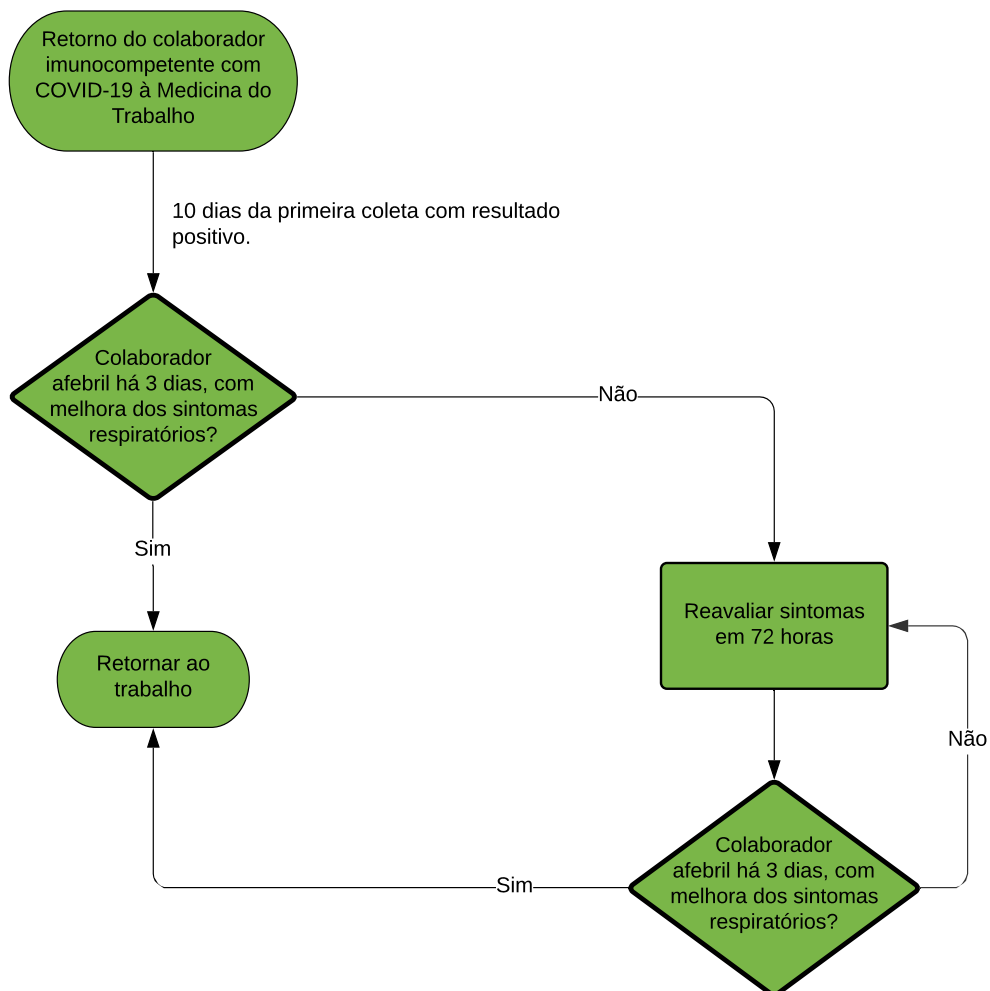 Retorno do colaborador
imunocompetente com
COVID-19 à Medicina do
Trabalho
10 dias da primeira coleta com resultado
positivo.
Colaborador
afebril há 3 dias, com
melhora dos sintomas
respiratórios?
Não
Sim
Reavaliar sintomas
em 72 horas
Retornar ao
trabalho
Não
Colaborador
afebril há 3 dias, com
melhora dos sintomas
respiratórios?
Sim